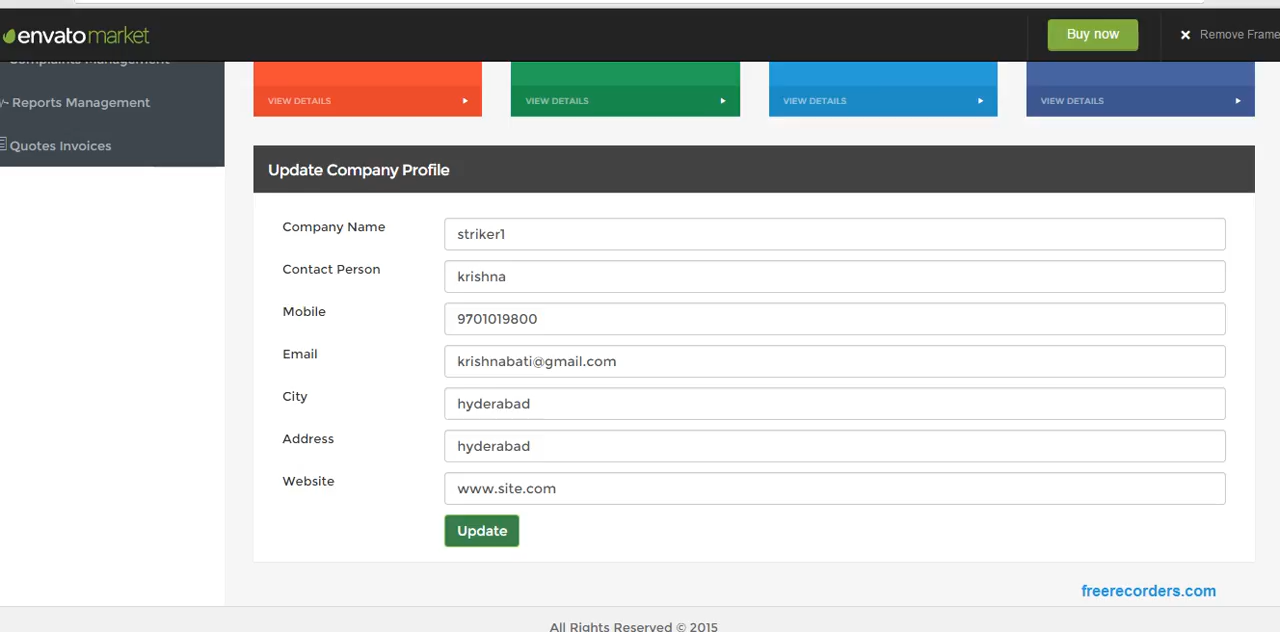 envatomarket
Buy now
Remove Frame
Complaints Management
Reports Management
Quotes Invoices
VIEW DETAILS
VIEW DETAILS
VIEW DETAILS
VIEW DETAILS
Update Company Profile
Company Name
striker1
Contact Person
krishna
Mobile
9701019800
Email
krishnabati@gmail.com
City
hyderabad
Address
hyderabad
Website
www.site.com
Update
freerecorders.com
All Rights Reserved © 2015